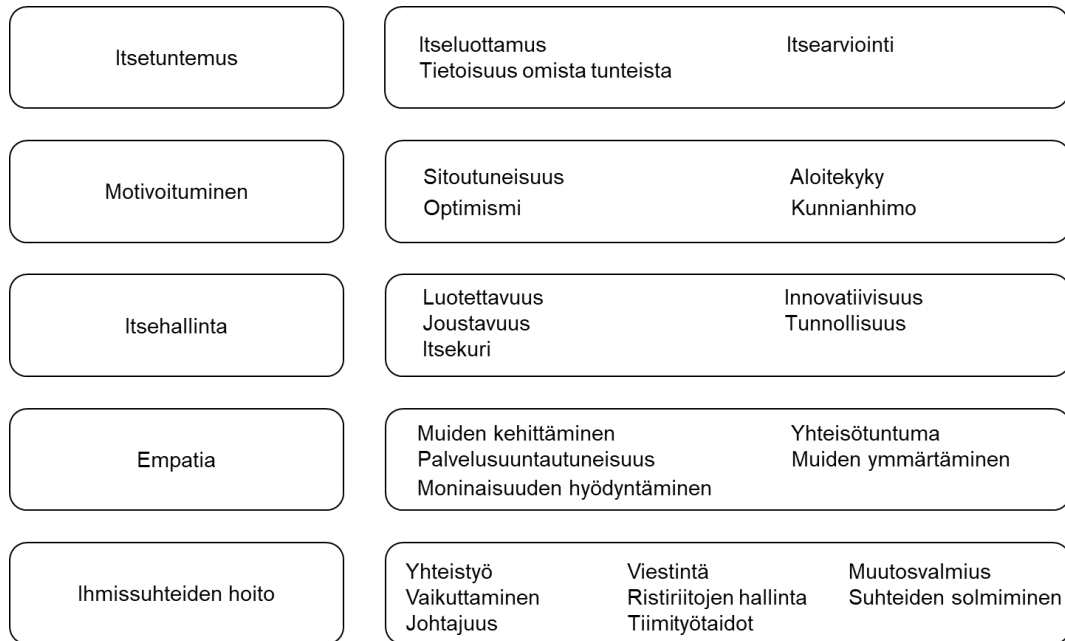 Itsetuntemus
Itseluottamus Itsearviointi
Tietoisuus omista tunteista
Motivoituminen
Sitoutuneisuus Aloitekyky
Optimismi Kunnianhimo
Itsehallinta
Luotettavuus Innovatiivisuus
Joustavuus Tunnollisuus
Itsekuri
Empatia
Muiden kehittäminen Yhteisötuntuma
Palvelusuuntautuneisuus Muiden ymmärtäminen
Moninaisuuden hyödyntäminen
Ihmissuhteiden hoito
Yhteistyö Viestintä Muutosvalmius
Vaikuttaminen Ristiriitojen hallinta Suhteiden solmiminen
Johtajuus Tiimityötaidot